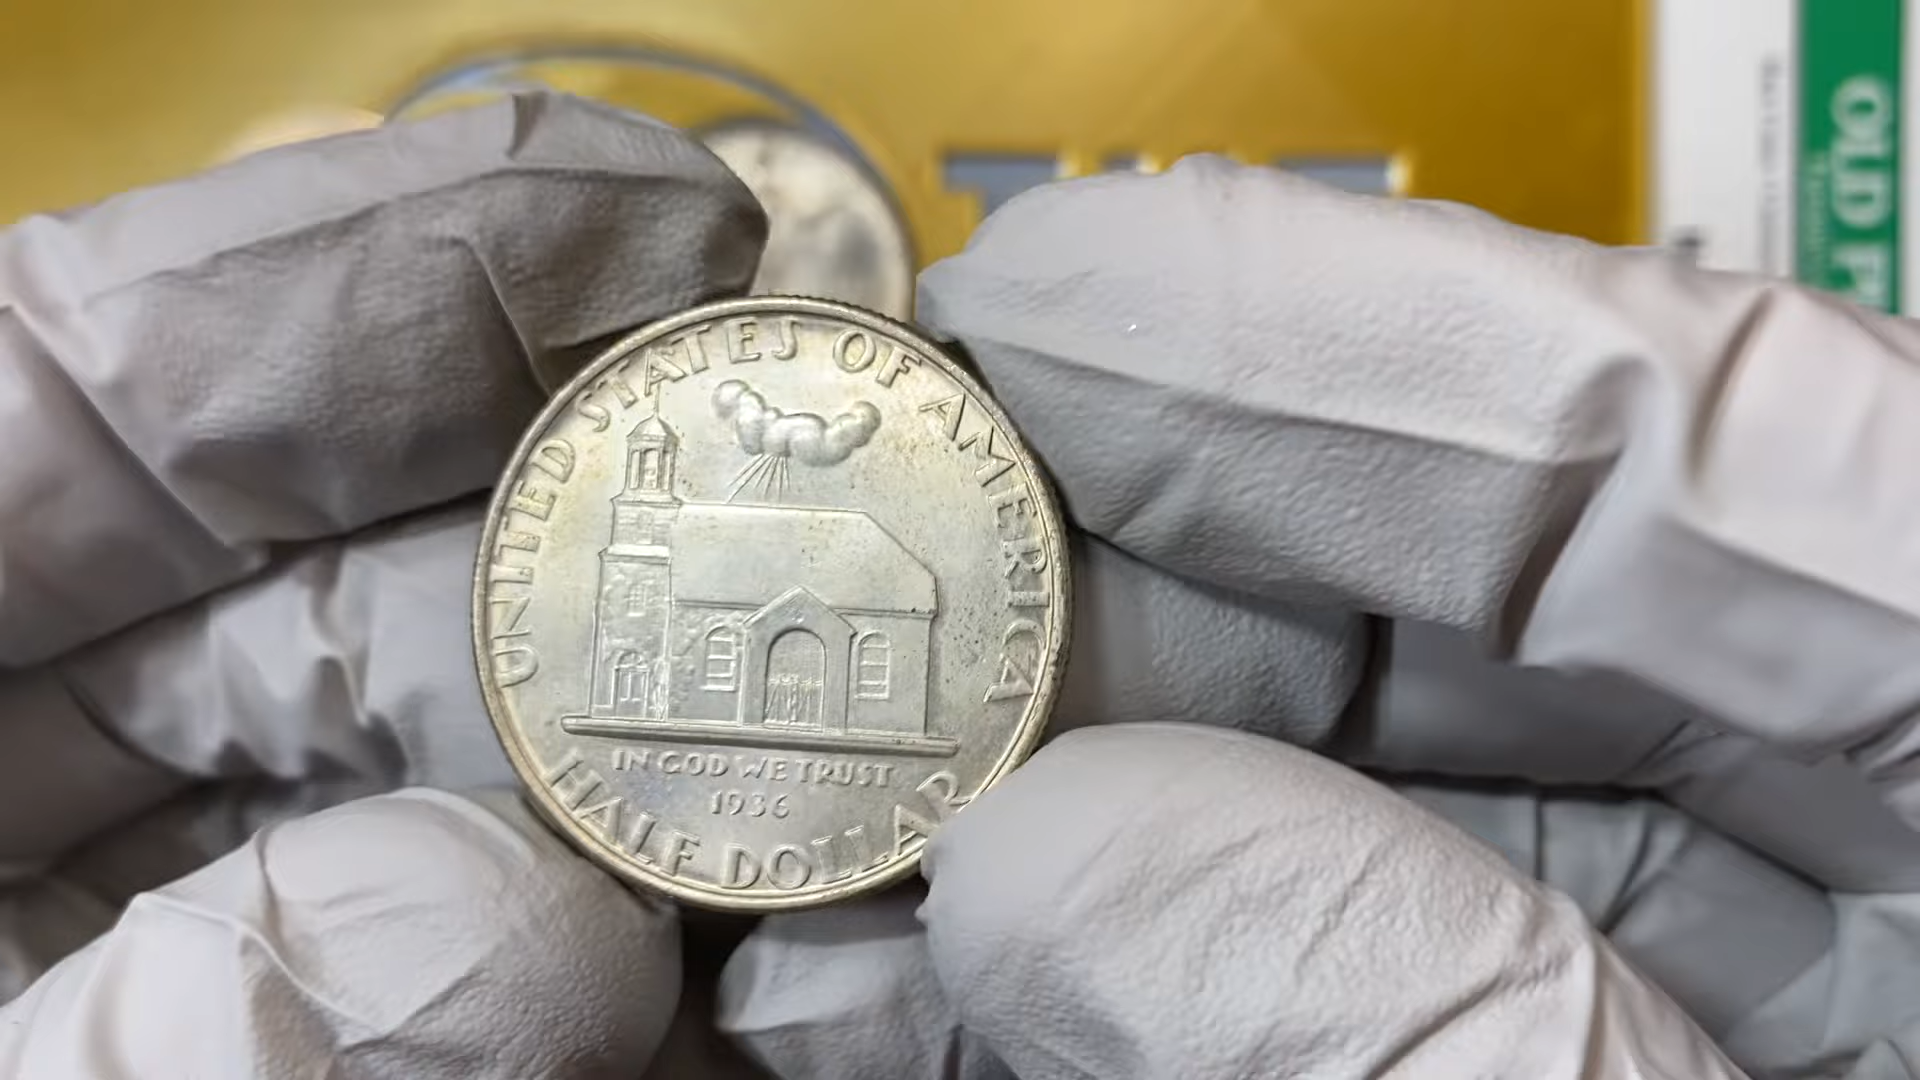 UNITED STATES OF AMERICA
IN GOD WE TRUST
1936
HALF DOLLAR
OLD